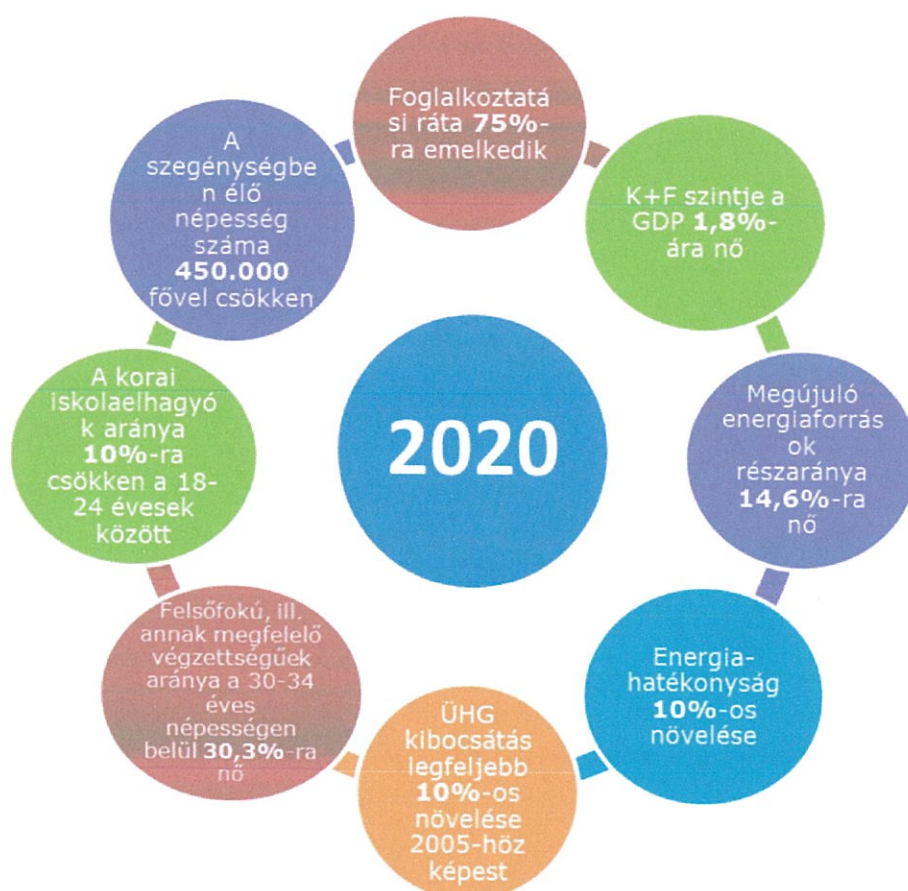 Foglalkoztatá
si ráta 75%-
ra emelkedik
K+F szintje a
GDP 1,8%-
ára nő
Megújuló
energiaforrás
ok
részaránya
14,6%-ra
nő
Energia-
hatékonyság
10%-os
növelése
ÜHG
kibocsátás
legfeljebb
10%-os
növelése
2005-höz
képest
Felsőfokú, ill.
annak megfelelő
végzettségűek
aránya a 30-34
éves
népességen
belül 30,3%-ra
nő
A korai
iskolaelhagyó
k aránya
10%-ra
csökken a 18-
24 évesek
között
A
szegénységbe
n élő
népesség
száma
450.000
fővel csökken
2020